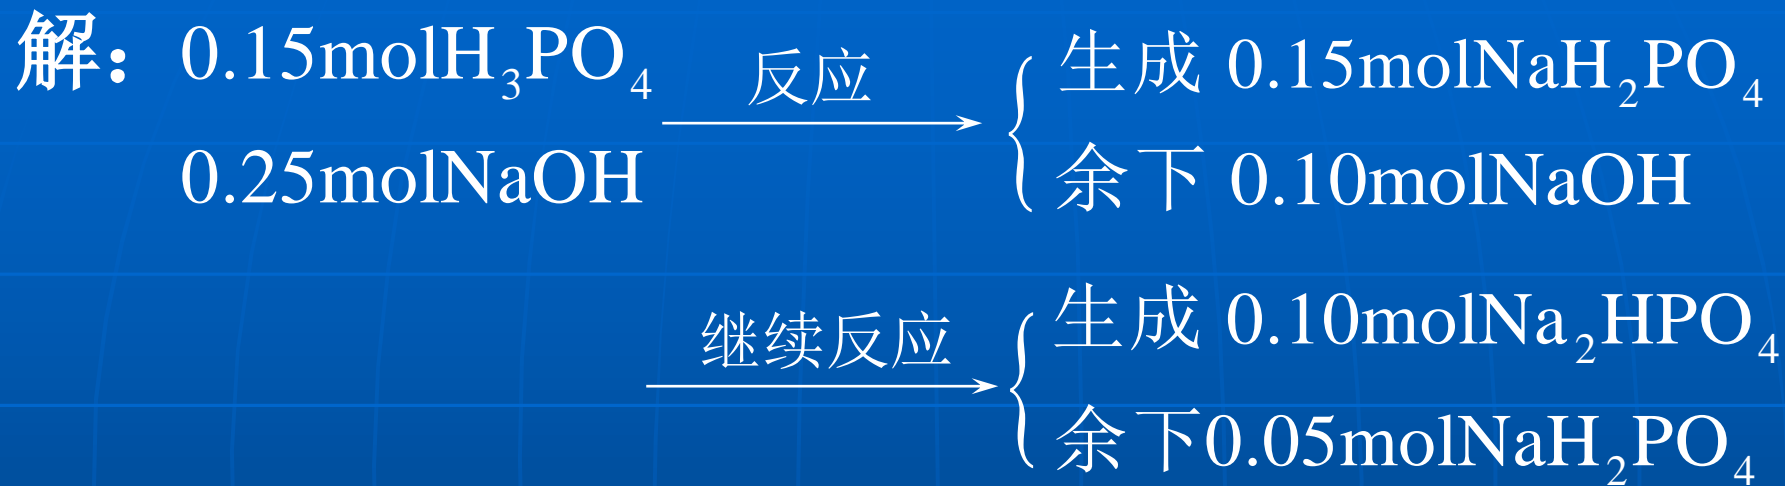 解：0.15molH₃PO₄ 反应 生成 0.15molNaH₂PO₄
0.25molNaOH 余下 0.10molNaOH
继续反应 生成 0.10molNa₂HPO₄
余下0.05molNaH₂PO₄